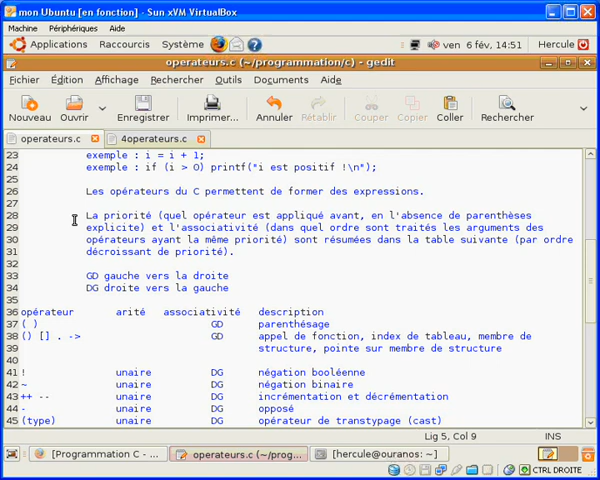 mon Ubuntu [en fonction] - Sun xVM VirtualBox
Machine Périphériques Aide
Applications Raccourcis Système ven 6 fév, 14:51 Hercule
operateurs.c (~/programmation/c) - gedit
Fichier Édition Affichage Rechercher Outils Documents Aide
Nouveau Ouvrir Enregistrer Imprimer... Annuler Rétablir Couper Copier Coller Rechercher
operateurs.c 4operateurs.c
23 exemple : i = i + 1;
24 exemple : if (i > 0) printf("i est positif !\n");
25
26 Les opérateurs du C permettent de former des expressions.
27
28 La priorité (quel opérateur est appliqué avant, en l'absence de parenthèses
29 explicite) et l'associativité (dans quel ordre sont traités les arguments des
30 opérateurs ayant la même priorité) sont résumées dans la table suivante (par ordre
31 décroissant de priorité).
32
33 GD gauche vers la droite
34 DG droite vers la gauche
35
36 opérateur arité associativité description
37 ( ) GD parenthésage
38 () [] . -> GD appel de fonction, index de tableau, membre de
39 structure, pointe sur membre de structure
40
41 ! unaire DG négation booléenne
42 ~ unaire DG négation binaire
43 ++ -- unaire DG incrémentation et décrémentation
44 - unaire DG opposé
45 (type) unaire DG opérateur de transtypage (cast)
Lig 5, Col 9 INS
[Programmation C - ... operateurs.c (~/prog... [hercule@ouranos: ~]
CTRL DROITE